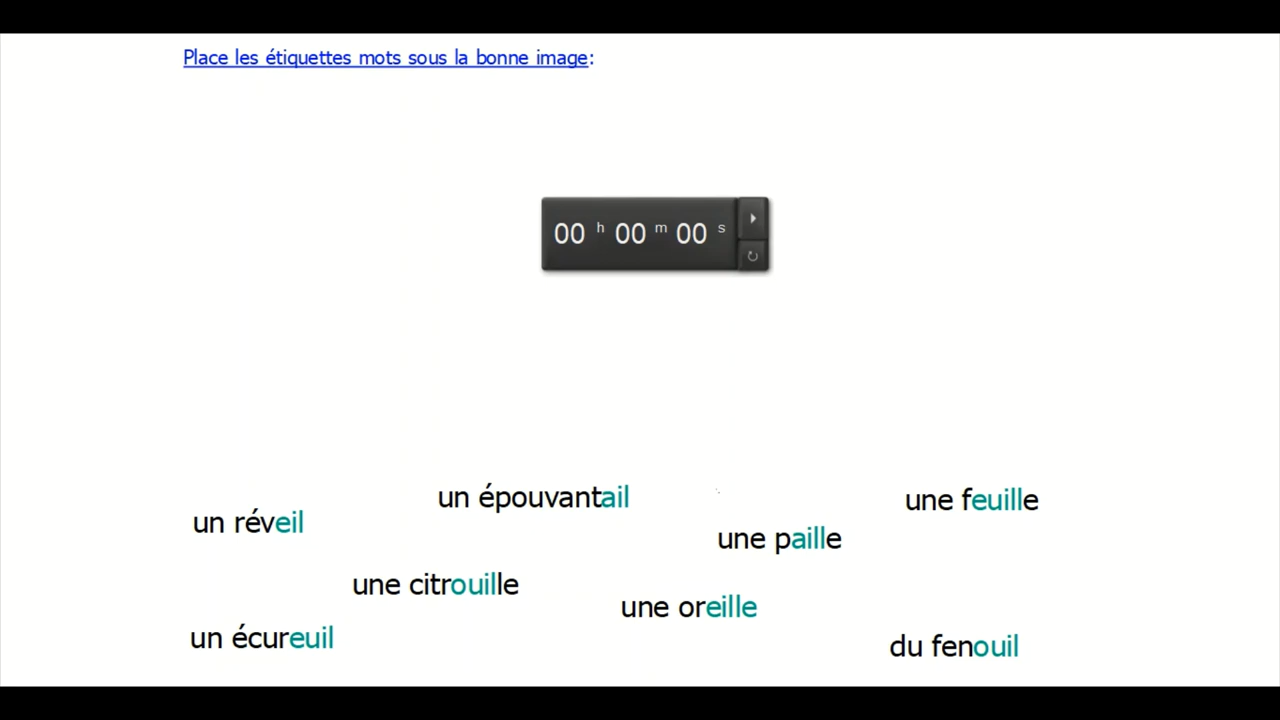 Place les étiquettes mots sous la bonne image:
00 h 00 m 00 s
un épouvantail
une feuille
un réveil
une paille
une citrouille
une oreille
un écureuil
du fenouil